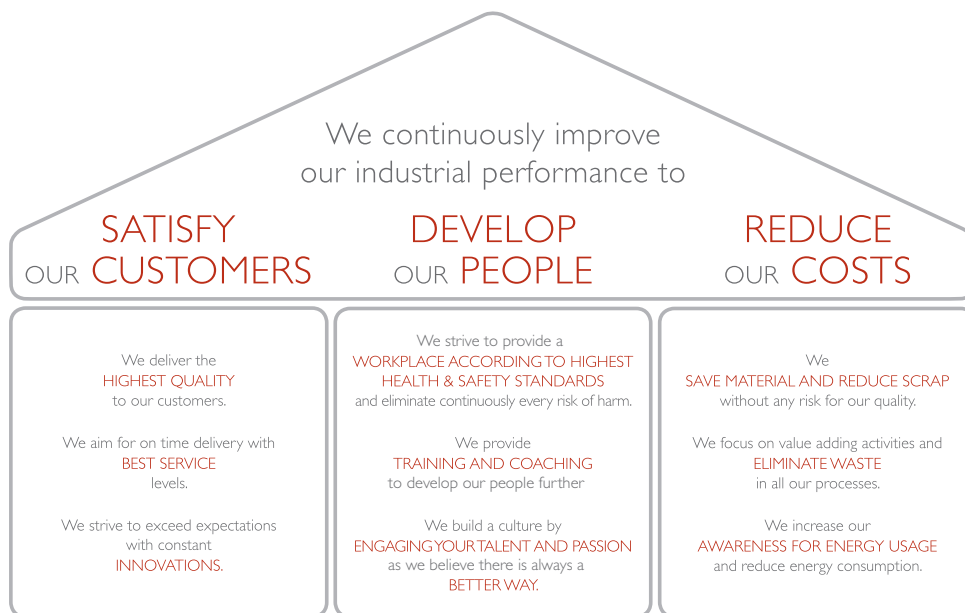 We continuously improve
our industrial performance to
SATISFY
OUR CUSTOMERS
DEVELOP
OUR PEOPLE
REDUCE
OUR COSTS
We deliver the
HIGHEST QUALITY
to our customers.
We aim for on time delivery with
BEST SERVICE
levels.
We strive to exceed expectations
with constant
INNOVATIONS.
We strive to provide a
WORKPLACE ACCORDING TO HIGHEST
HEALTH & SAFETY STANDARDS
and eliminate continuously every risk of harm.
We provide
TRAINING AND COACHING
to develop our people further
We build a culture by
ENGAGING YOUR TALENT AND PASSION
as we believe there is always a
BETTER WAY.
We
SAVE MATERIAL AND REDUCE SCRAP
without any risk for our quality.
We focus on value adding activities and
ELIMINATE WASTE
in all our processes.
We increase our
AWARENESS FOR ENERGY USAGE
and reduce energy consumption.